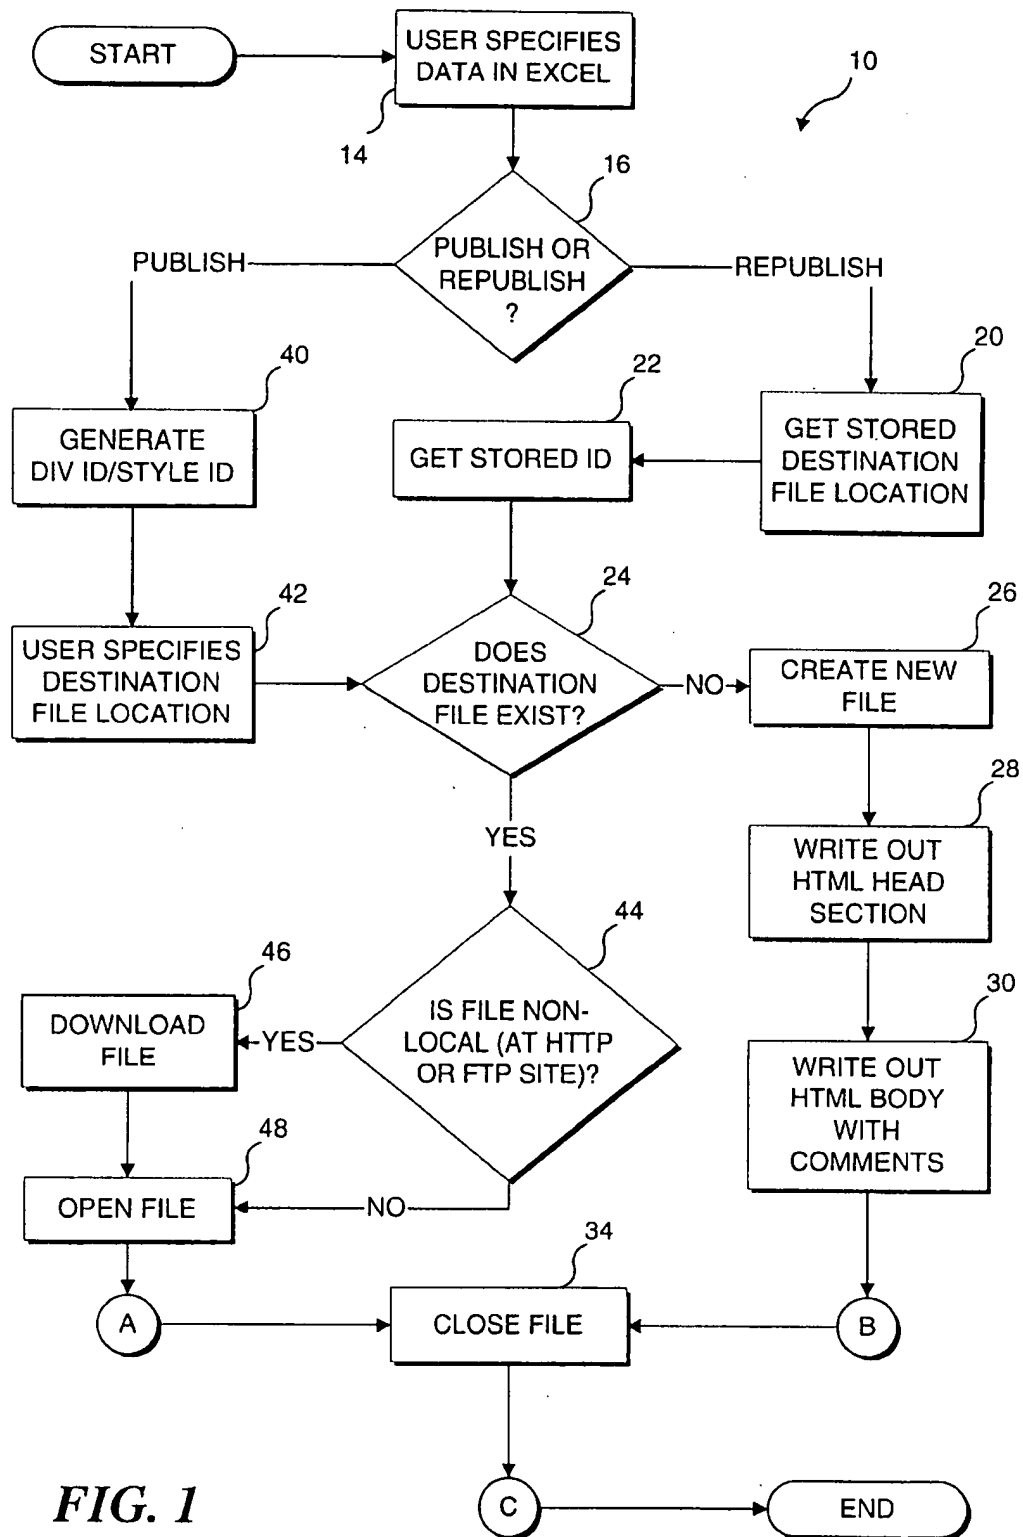 START
USER SPECIFIES
DATA IN EXCEL
10
14
16
PUBLISH OR
REPUBLISH
?
PUBLISH
REPUBLISH
40
22
20
GENERATE
DIV ID/STYLE ID
GET STORED ID
GET STORED
DESTINATION
FILE LOCATION
42
24
26
USER SPECIFIES
DESTINATION
FILE LOCATION
DOES
DESTINATION
FILE EXIST?
NO
CREATE NEW
FILE
28
YES
WRITE OUT
HTML HEAD
SECTION
44
46
30
DOWNLOAD
FILE
YES
IS FILE NON-
LOCAL (AT HTTP
OR FTP SITE)?
WRITE OUT
HTML BODY
WITH
COMMENTS
48
OPEN FILE
NO
34
A
CLOSE FILE
B
FIG. 1
C
END